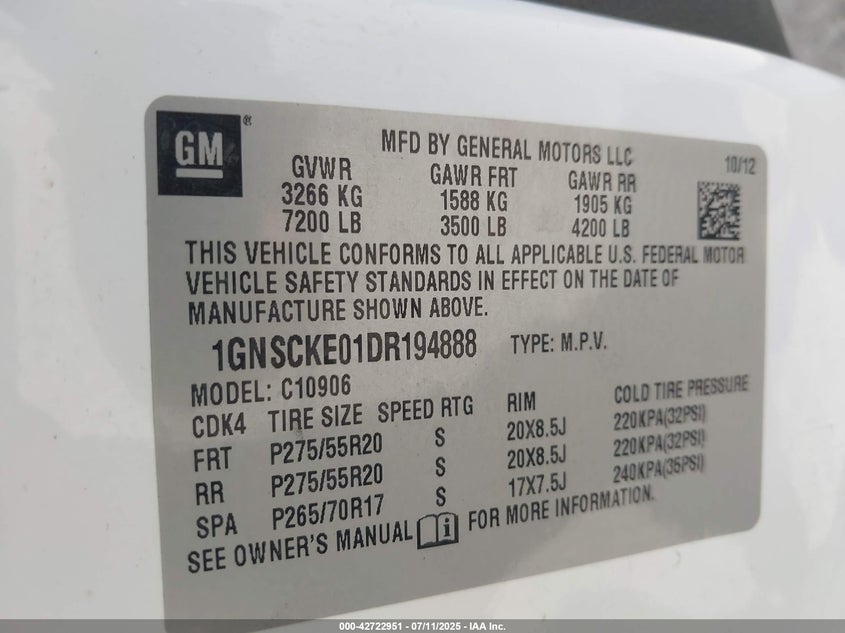 GM®
MFD BY GENERAL MOTORS LLC
10/12
GVWR GAWR FRT GAWR RR
3266 KG 1588 KG 1905 KG
7200 LB 3500 LB 4200 LB
THIS VEHICLE CONFORMS TO ALL APPLICABLE U.S. FEDERAL MOTOR
VEHICLE SAFETY STANDARDS IN EFFECT ON THE DATE OF
MANUFACTURE SHOWN ABOVE.
1GNSCKE01DR194888 TYPE: M.P.V.
MODEL: C10906
CDK4 TIRE SIZE SPEED RTG RIM COLD TIRE PRESSURE
FRT P275/55R20 S 20X8.5J 220KPA(32PSI)
RR P275/55R20 S 20X8.5J 220KPA(32PSI)
SPA P265/70R17 S 17X7.5J 240KPA(35PSI)
SEE OWNER'S MANUAL i FOR MORE INFORMATION.
000-42722951 - 07/11/2025 - IAA Inc.